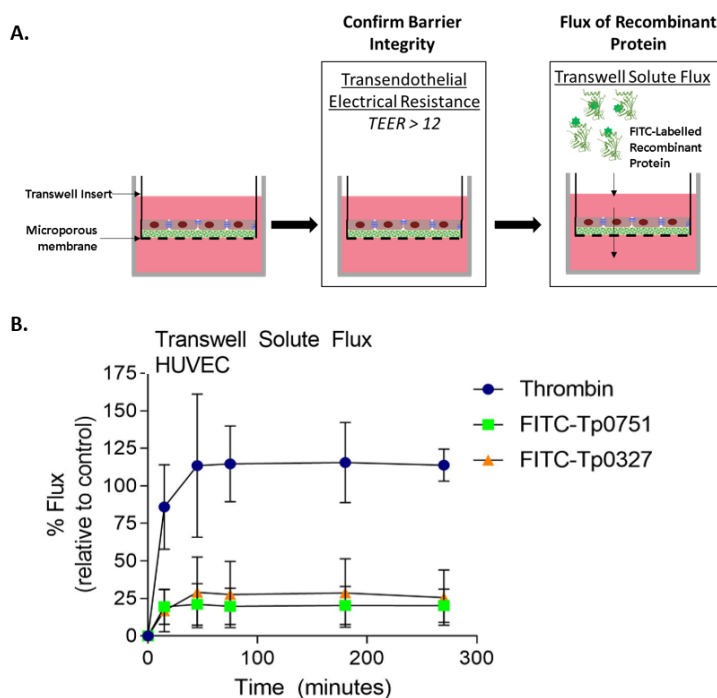 A.
Confirm Barrier
Integrity
Flux of Recombinant
Protein
Transendothelial
Electrical Resistance
TEER > 12
Transwell Solute Flux
FITC-Labelled
Recombinant
Protein
Transwell Insert
Microporous
membrane
B.
Transwell Solute Flux
HUVEC
175
150
125
100
75
50
25
0
% Flux
(relative to control)
0
100
200
300
Time (minutes)
Thrombin
FITC-Tp0751
FITC-Tp0327